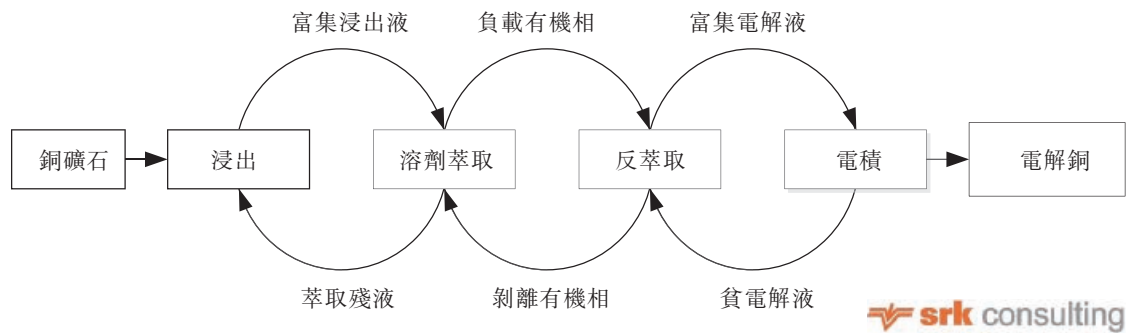 富集浸出液
負載有機相
富集電解液
銅礦石
浸出
溶劑萃取
反萃取
電積
電解銅
萃取殘液
剝離有機相
貧電解液
srk consulting